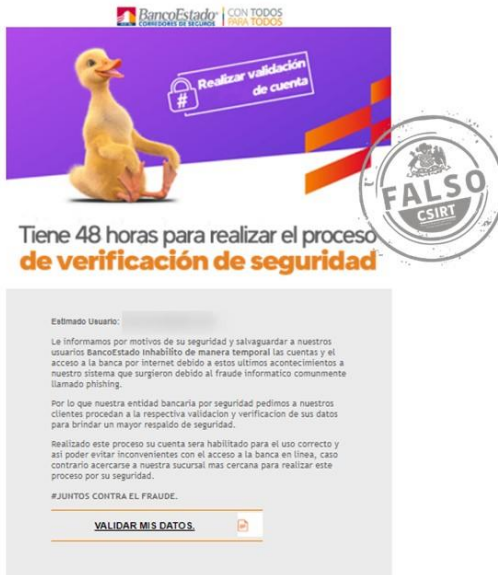 BancoEstado CON TODOS
CORREDORES DE SEGUROS PARA TODOS
Realizar validación
# de cuenta
FALSO
CSIRT
Tiene 48 horas para realizar el proceso
de verificación de seguridad
Estimado Usuario:
Le informamos por motivos de su seguridad y salvaguardar a nuestros
usuarios BancoEstado Inhabilito de manera temporal las cuentas y el
acceso a la banca por internet debido a estos ultimos acontecimientos a
nuestro sistema que surgieron debido al fraude informatico comunmente
llamado phishing.
Por lo que nuestra entidad bancaria por seguridad pedimos a nuestros
clientes procedan a la respectiva validacion y verificacion de sus datos
para brindar un mayor respaldo de seguridad.
Realizado este proceso su cuenta sera habilitado para el uso correcto y
asi poder evitar inconvenientes con el acceso a la banca en linea, caso
contrario acercarse a nuestra sucursal mas cercana para realizar este
proceso por su seguridad.
#JUNTOS CONTRA EL FRAUDE.
VALIDAR MIS DATOS.